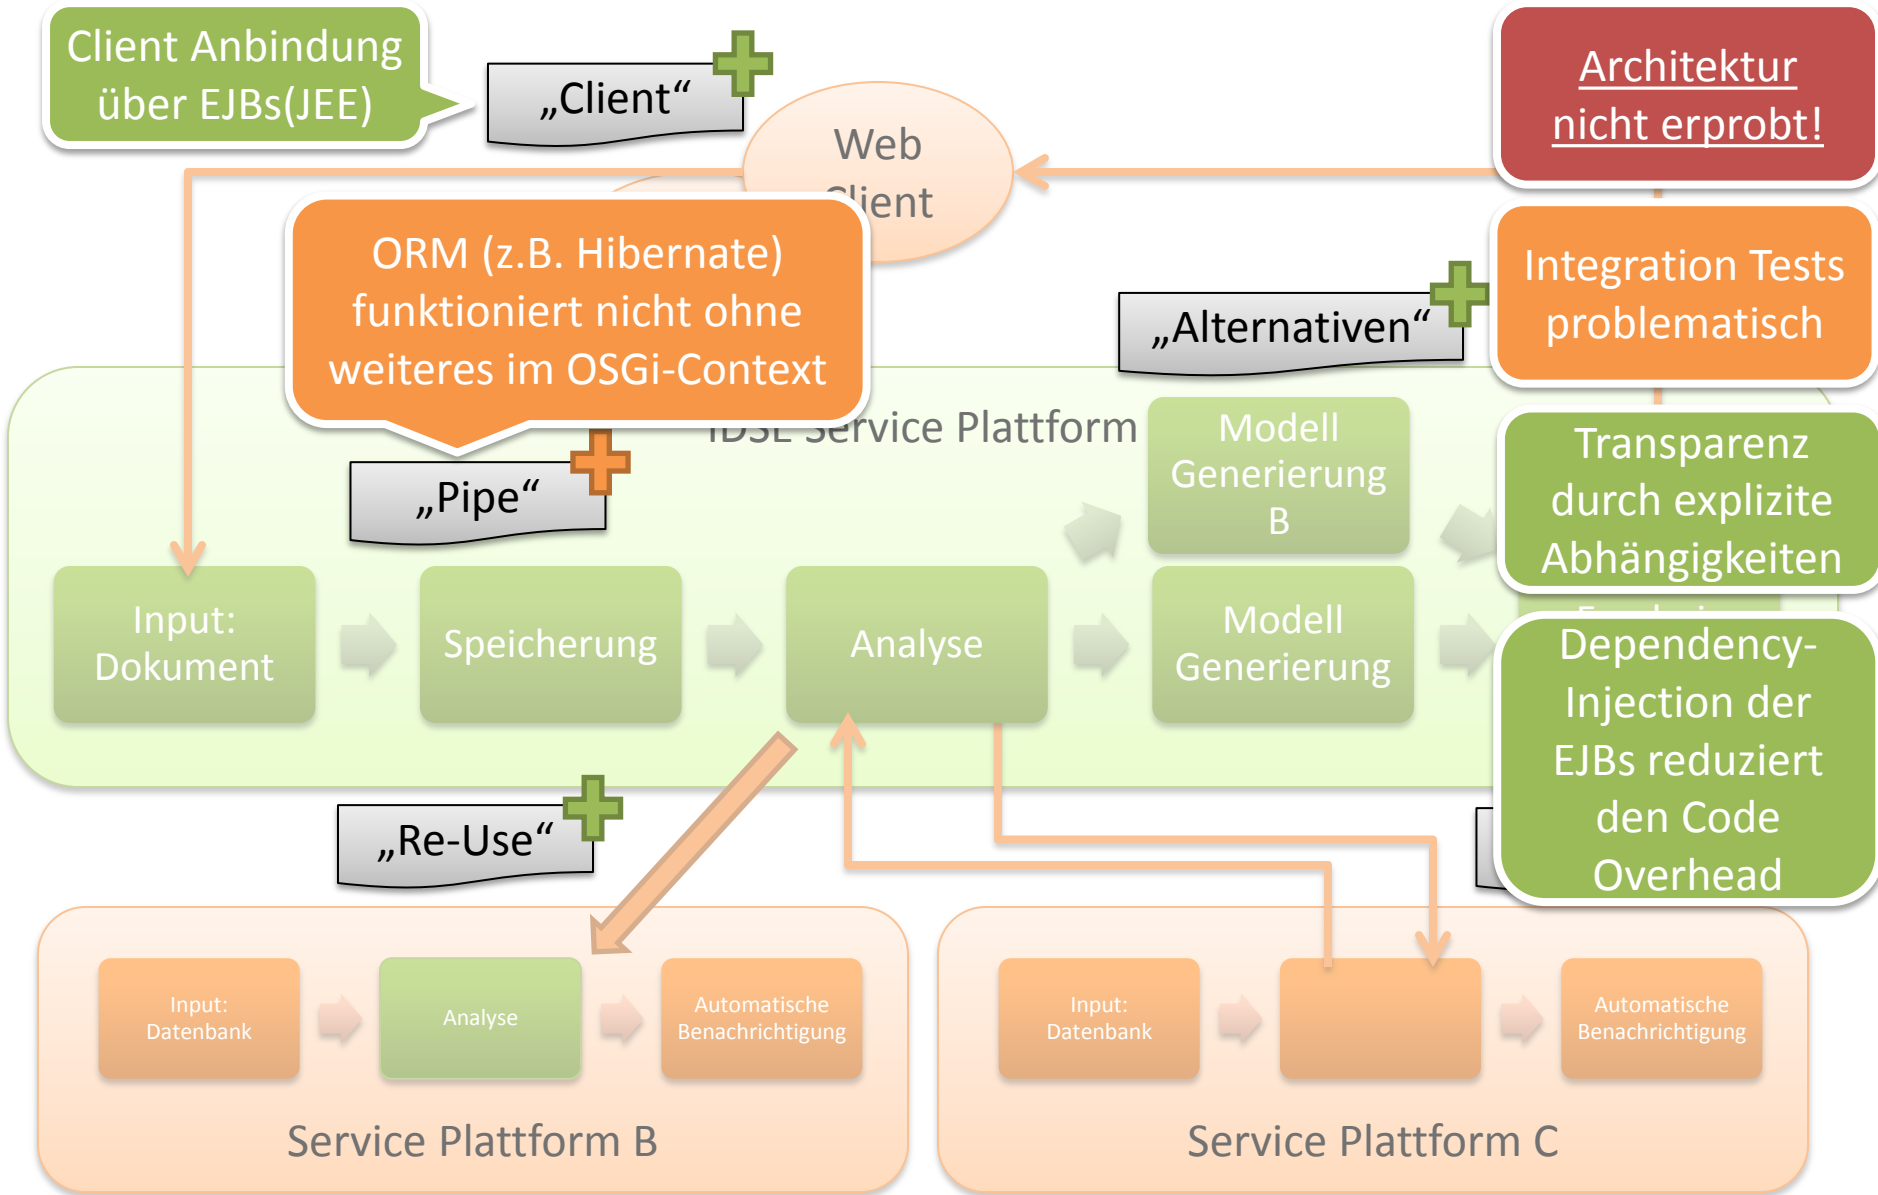 Client Anbindung
über EJBs(JEE)
„Client“
Web
Client
Architektur
nicht erprobt!
ORM (z.B. Hibernate)
funktioniert nicht ohne
weiteres im OSGi-Context
„Alternativen“
Integration Tests
problematisch
IDSE Service Plattform
„Pipe“
Modell
Generierung
B
Transparenz
durch explizite
Abhängigkeiten
Input:
Dokument
Speicherung
Analyse
Modell
Generierung
Dependency-
Injection der
EJBs reduziert
den Code
Overhead
„Re-Use“
Input:
Datenbank
Analyse
Automatische
Benachrichtigung
Service Plattform B
Input:
Datenbank
Automatische
Benachrichtigung
Service Plattform C